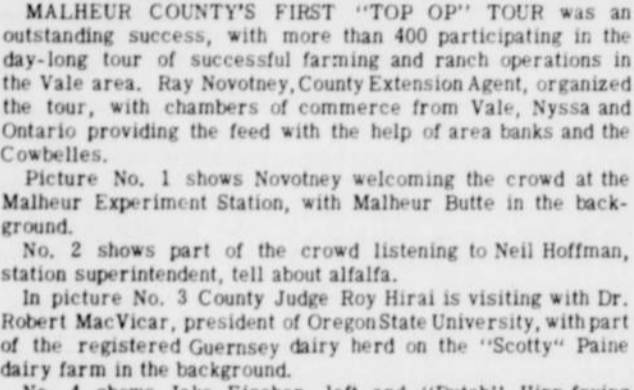 MALHEUR COUNTY'S FIRST "TOP OP" TOUR was an
outstanding success, with more than 400 participating in the
day-long tour of successful farming and ranch operations in
the Vale area. Ray Novotney, County Extension Agent, organized
the tour, with chambers of commerce from Vale, Nyssa and
Ontario providing the feed with the help of area banks and the
Cowbelles.
Picture No. 1 shows Novotney welcoming the crowd at the
Malheur Experiment Station, with Malheur Butte in the back-
ground.
No. 2 shows part of the crowd listening to Neil Hoffman,
station superintendent, tell about alfalfa.
In picture No. 3 County Judge Roy Hirai is visiting with Dr.
Robert MacVicar, president of Oregon State University, with part
of the registered Guernsey dairy herd on the "Scotty" Paine
dairy farm in the background.